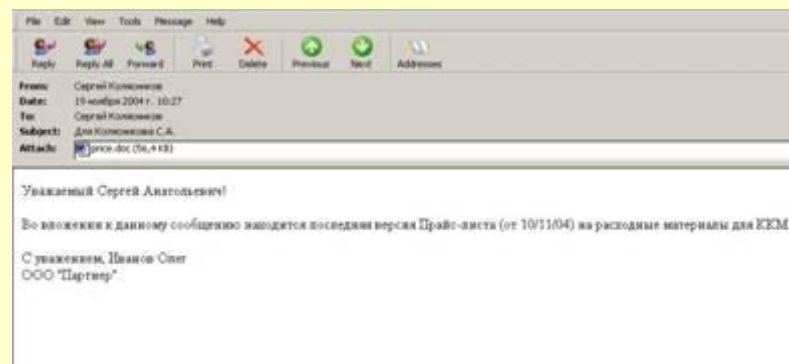 File Edit View Tools Message Help
Reply Reply All Forward Print Delete Previous Next Addresses
From: Сергей
Date: 19 ноября 2004 г. 10:27
To: Сергей
Subject: Для С.А.
Attach: price.doc (56,4 KB)
Уважаемый Сергей Анатольевич!
Во вложении к данному сообщению находится последняя версия Прайс-листа (от 10/11/04) на расходные материалы для ККМ
С уважением, Иванов Олег
ООО "Партнер"